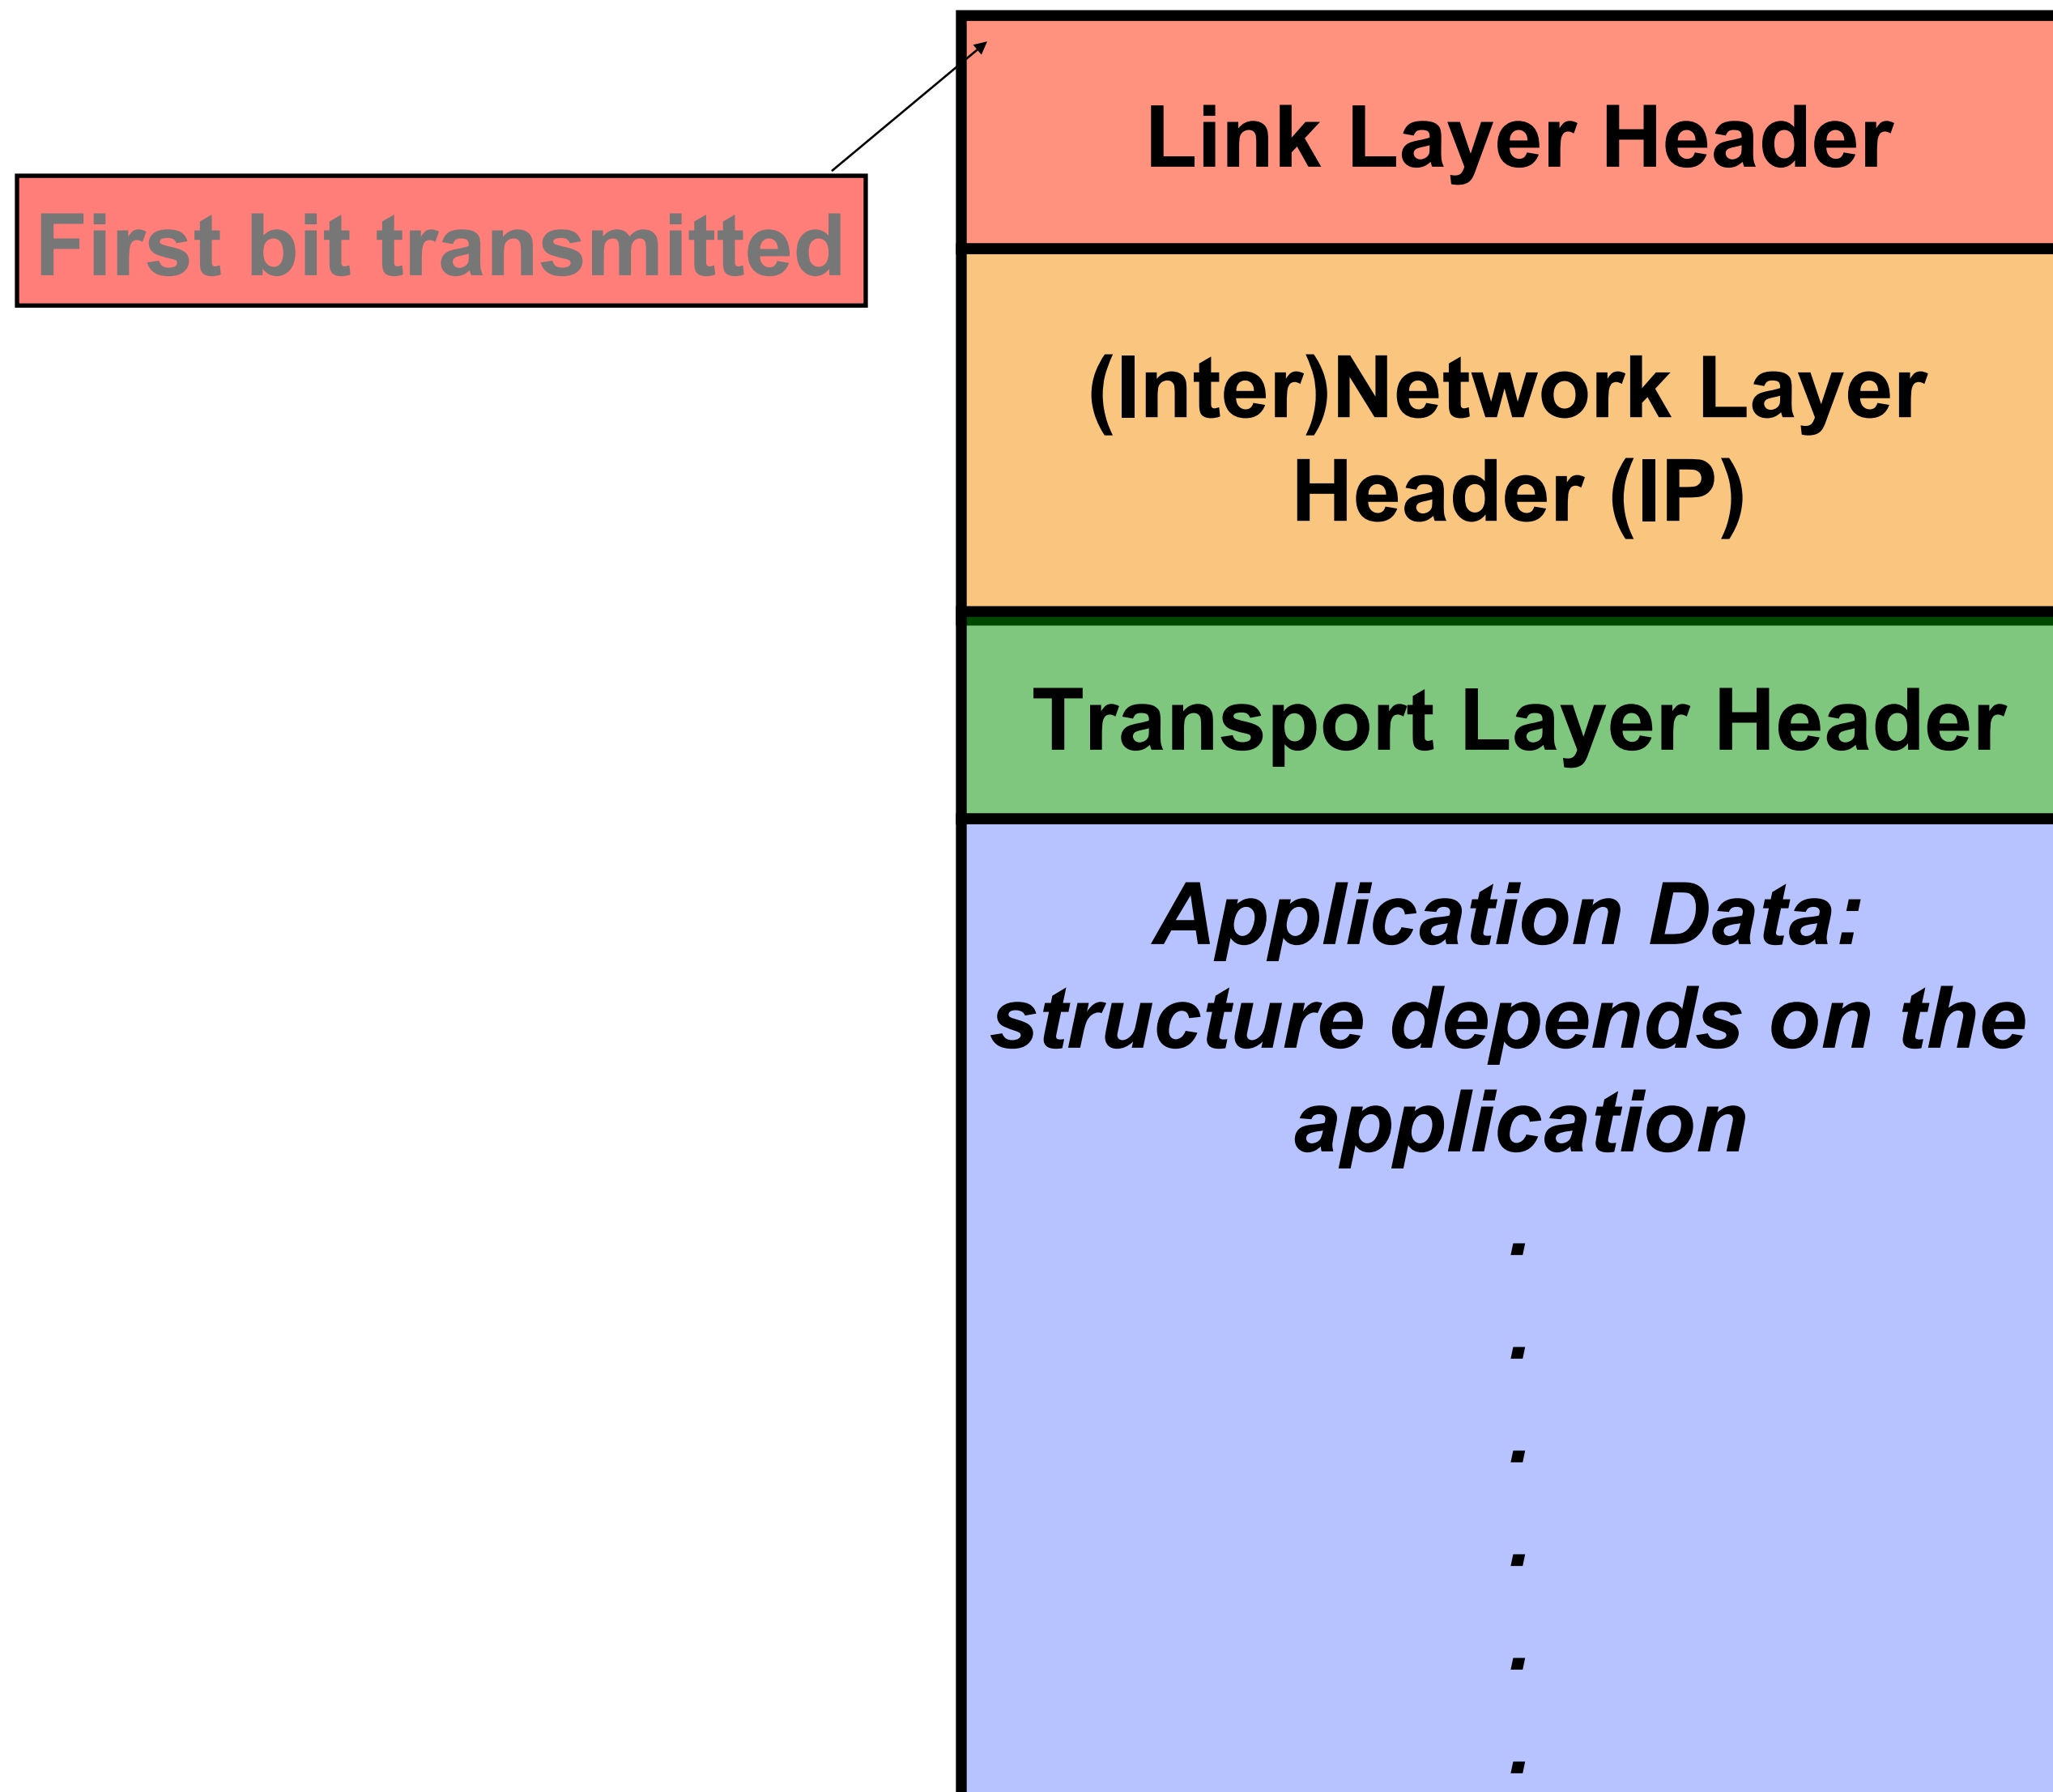 Link Layer Header
First bit transmitted
(Inter)Network Layer
Header (IP)
Transport Layer Header
Application Data:
structure depends on the
application
.
.
.
.
.
.